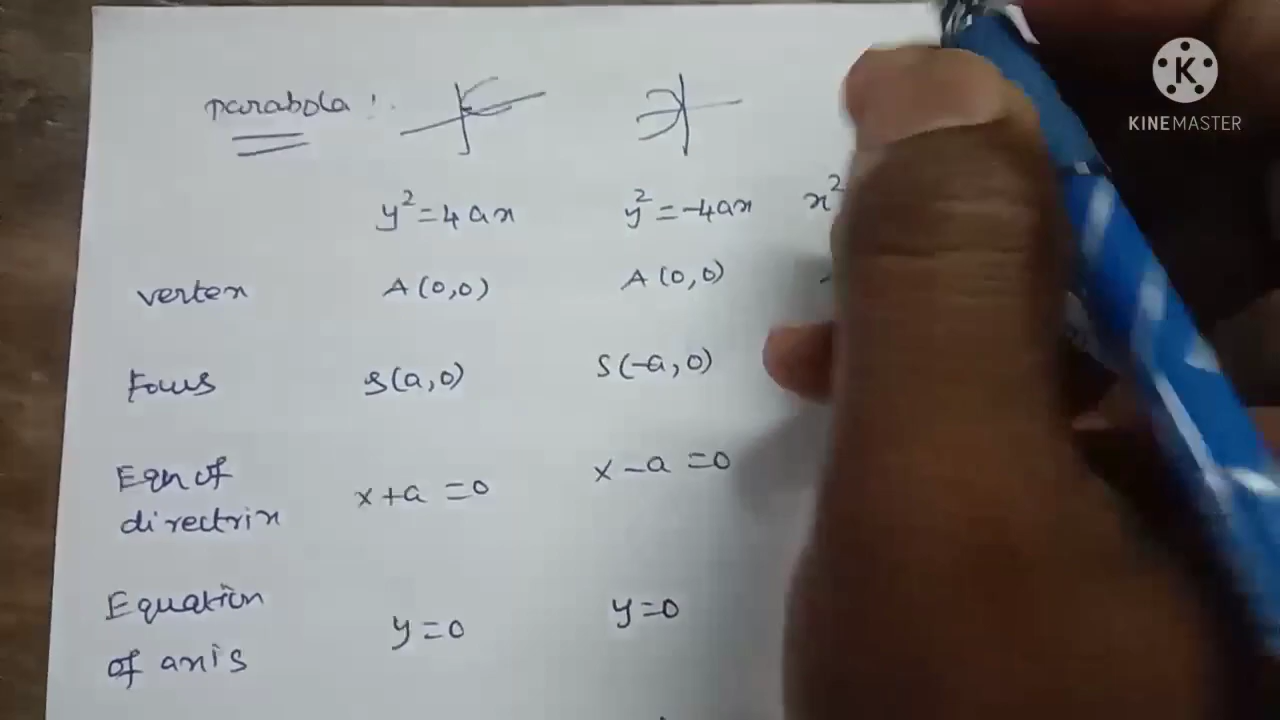 parabola :
y² = 4ax y² = -4ax x²
vertex A(0,0) A(0,0)
Focus S(a,0) S(-a,0)
Eqn of directrix x+a =0 x-a =0
Equation of axis y=0 y=0
KINEMASTER